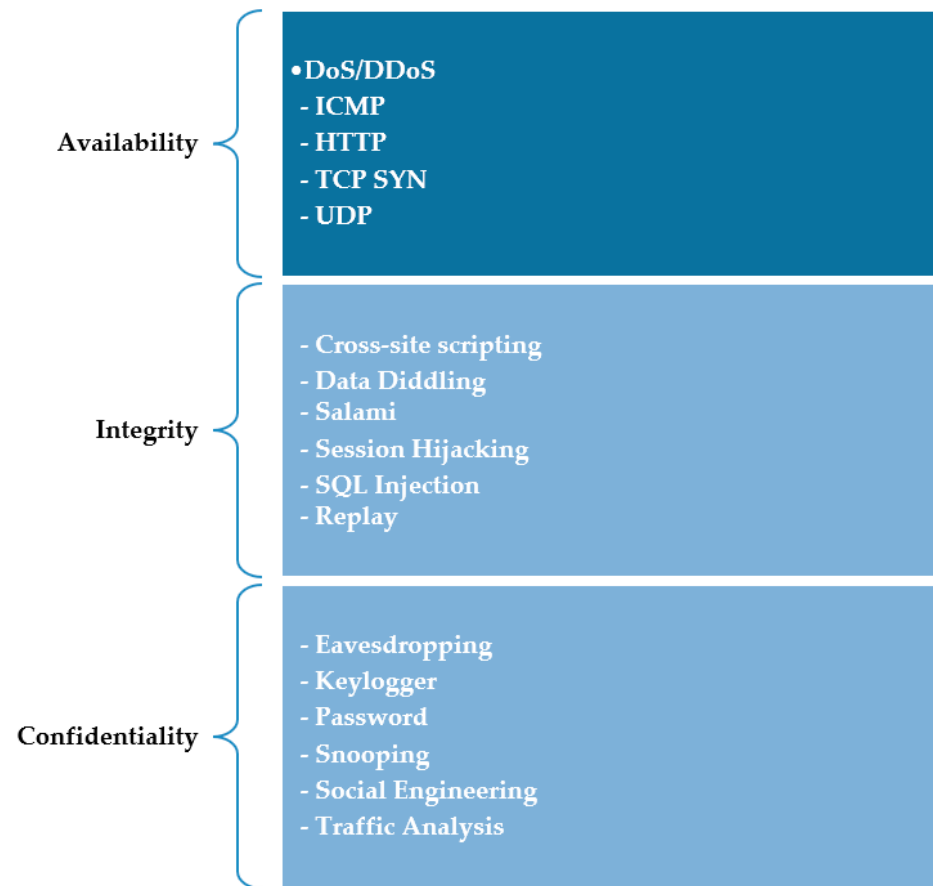 Availability
•DoS/DDoS
- ICMP
- HTTP
- TCP SYN
- UDP
Integrity
- Cross-site scripting
- Data Diddling
- Salami
- Session Hijacking
- SQL Injection
- Replay
Confidentiality
- Eavesdropping
- Keylogger
- Password
- Snooping
- Social Engineering
- Traffic Analysis